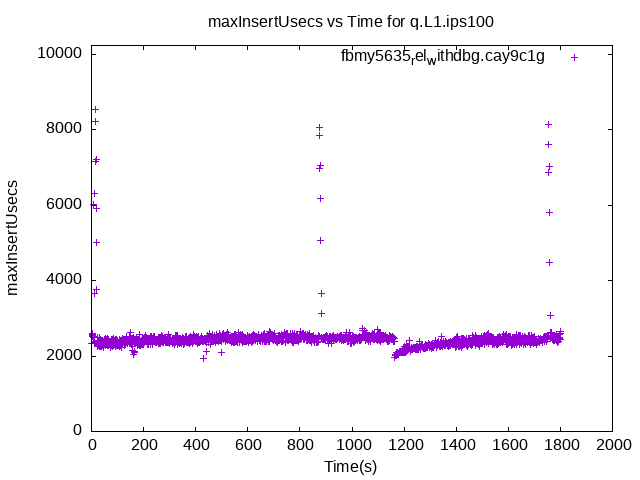 maxInsertUsecs vs Time for q.L1.ips100
fbmy5635relwithdbg.cay9c1g
10000
8000
6000
4000
2000
0
maxInsertUsecs
0 200 400 600 800 1000 1200 1400 1600 1800 2000
Time(s)